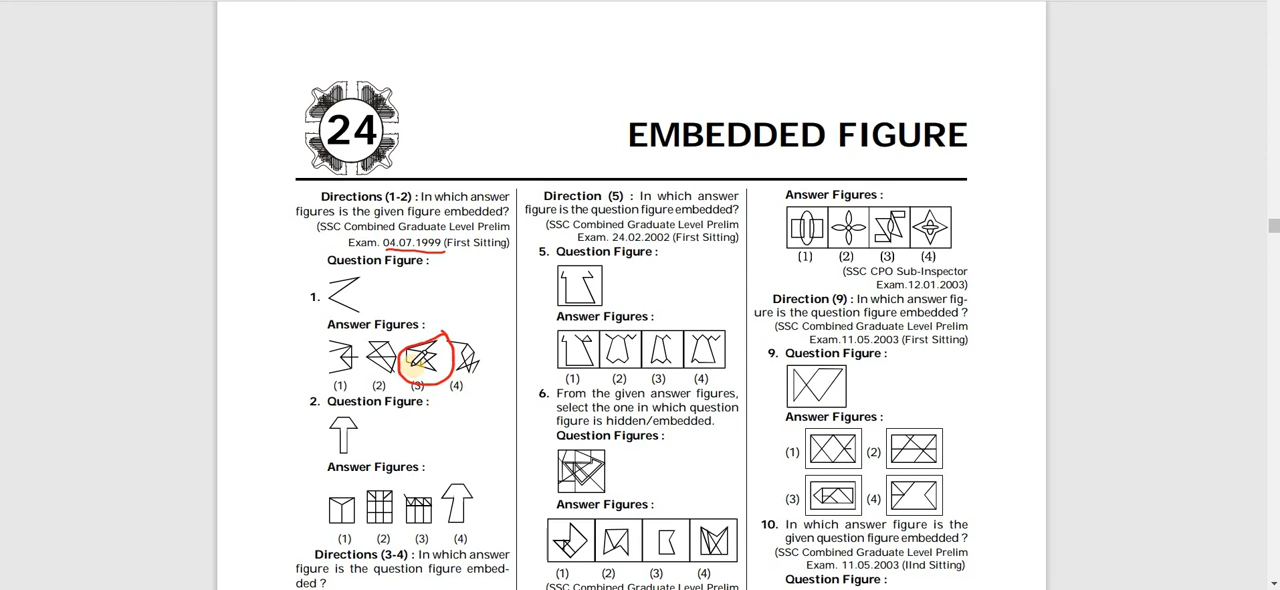 24
EMBEDDED FIGURE
Directions (1-2) : In which answer
figures is the given figure embedded?
(SSC Combined Graduate Level Prelim
Exam. 04.07.1999 (First Sitting)
Question Figure :
1.
Answer Figures :
(1) (2) (3) (4)
2. Question Figure :
Answer Figures :
(1) (2) (3) (4)
Directions (3-4) : In which answer
figure is the question figure embed-
ded ?
Direction (5) : In which answer
figure is the question figure embedded?
(SSC Combined Graduate Level Prelim
Exam. 24.02.2002 (First Sitting)
5. Question Figure :
Answer Figures :
(1) (2) (3) (4)
6. From the given answer figures,
select the one in which question
figure is hidden/embedded.
Question Figures :
Answer Figures :
(1) (2) (3) (4)
(SSC Combined Graduate Level Prelim
Answer Figures :
(1) (2) (3) (4)
(SSC CPO Sub-Inspector
Exam.12.01.2003)
Direction (9) : In which answer fig-
ure is the question figure embedded ?
(SSC Combined Graduate Level Prelim
Exam.11.05.2003 (First Sitting)
9. Question Figure :
Answer Figures :
(1) (2)
(3) (4)
10. In which answer figure is the
given question figure embedded ?
(SSC Combined Graduate Level Prelim
Exam. 11.05.2003 (IInd Sitting)
Question Figure :